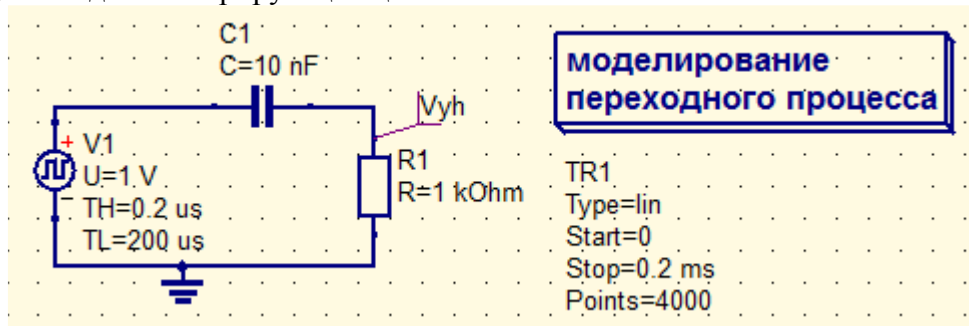 C1
C=10 nF
Vyh
V1
U=1 V
TH=0.2 us
TL=200 us
R1
R=1 kOhm
моделирование
переходного процесса
TR1
Type=lin
Start=0
Stop=0.2 ms
Points=4000